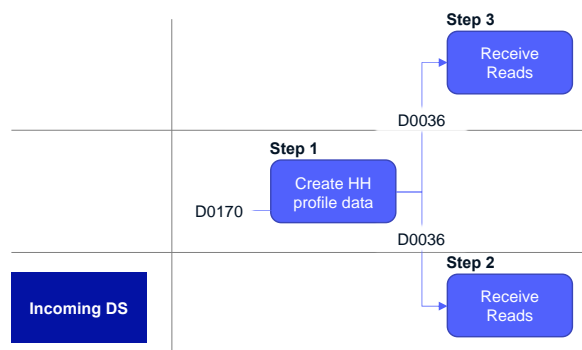 Step 3
Receive
Reads
D0036
Step 1
Create HH
profile data
D0170
D0036
Step 2
Incoming DS
Receive
Reads